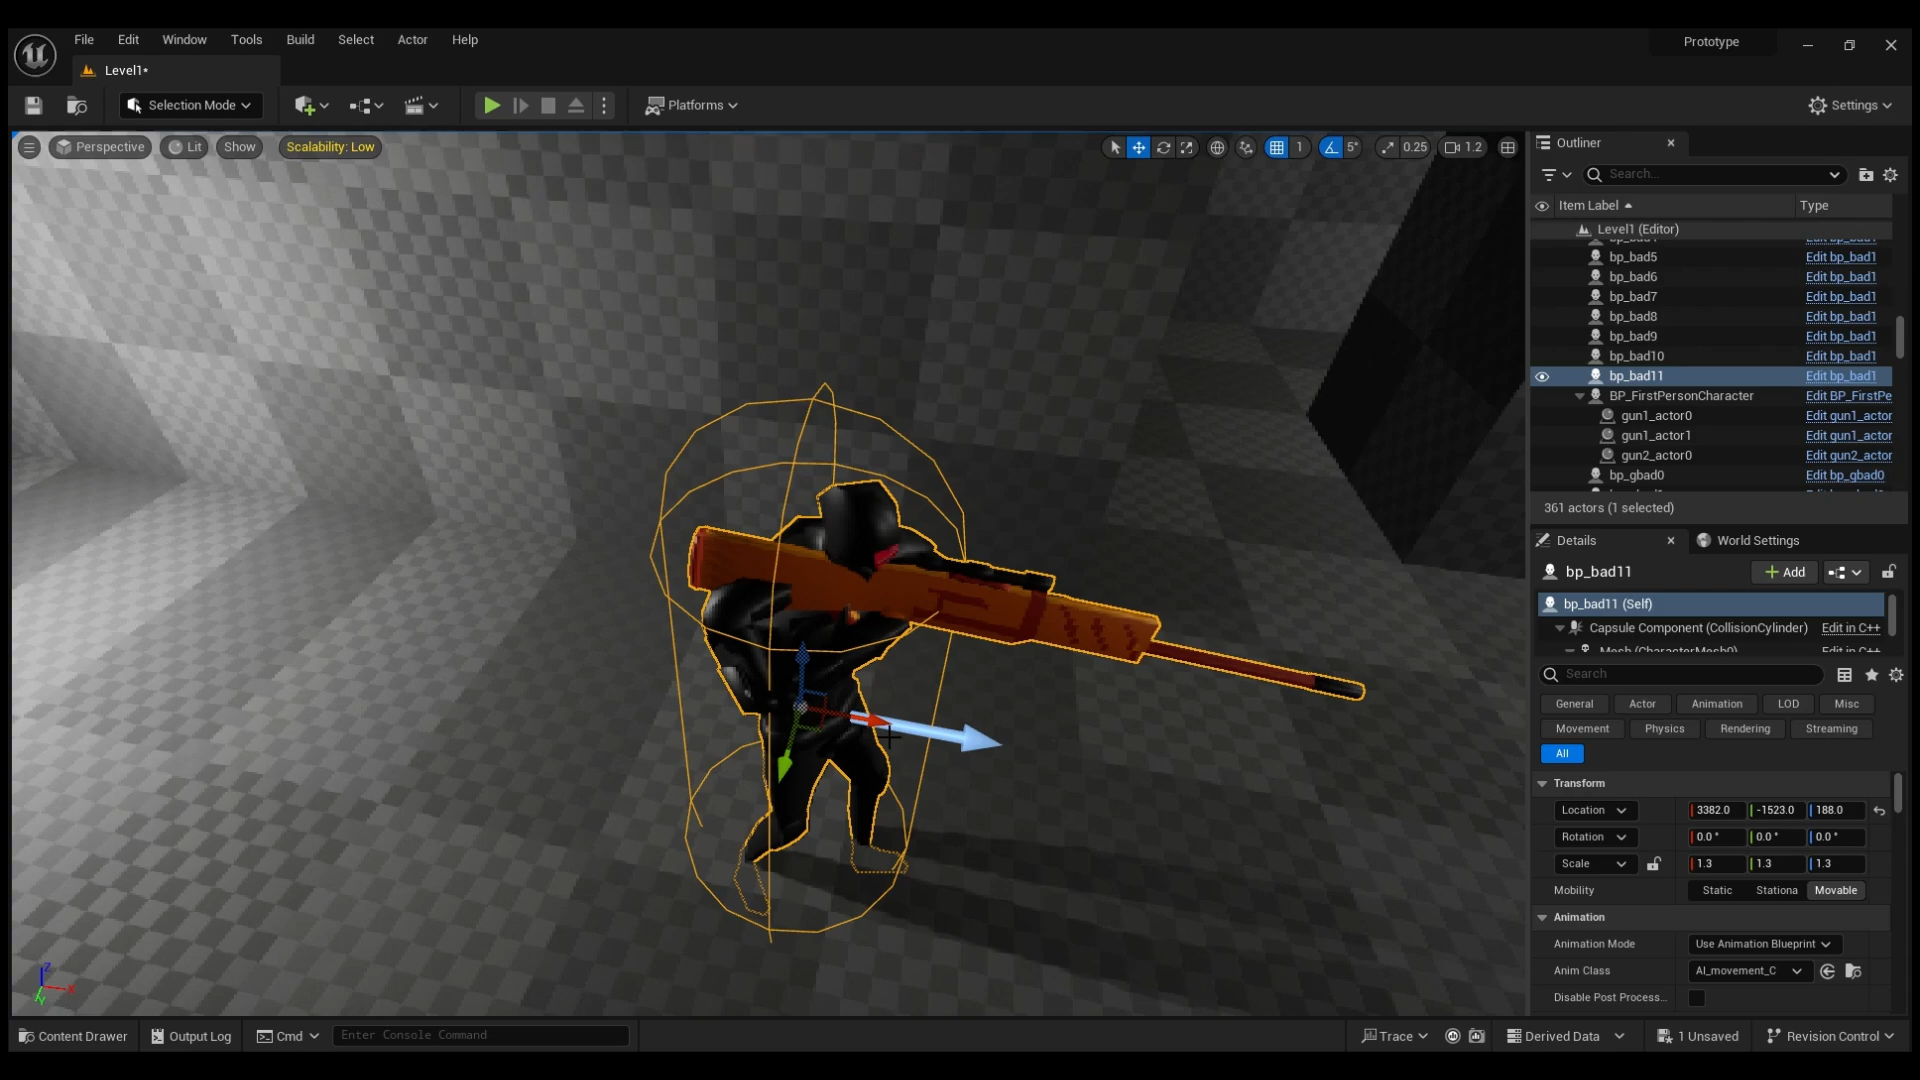 File Edit Window Tools Build Select Actor Help
Prototype
Level1*
Selection Mode
Platforms
Settings
Perspective Lit Show Scalability: Low
1 5° 0.25 1.2
Outliner
Search...
Item Label Type
Level1 (Editor)
bp_bad5 Edit bp_bad1
bp_bad6 Edit bp_bad1
bp_bad7 Edit bp_bad1
bp_bad8 Edit bp_bad1
bp_bad9 Edit bp_bad1
bp_bad10 Edit bp_bad1
bp_bad11 Edit bp_bad1
BP_FirstPersonCharacter Edit BP_FirstPe
gun1_actor0 Edit gun1_actor
gun1_actor1 Edit gun1_actor
gun2_actor0 Edit gun2_actor
bp_gbad0 Edit bp_gbad0
361 actors (1 selected)
Details World Settings
bp_bad11 Add
bp_bad11 (Self)
Capsule Component (CollisionCylinder) Edit in C++
Mesh (CharacterMesh0) Edit in C++
Search
General Actor Animation LOD Misc
Movement Physics Rendering Streaming
All
Transform
Location 3382.0 -1523.0 188.0
Rotation 0.0 ° 0.0 ° 0.0 °
Scale 1.3 1.3 1.3
Mobility Static Stationa Movable
Animation
Animation Mode Use Animation Blueprint
Anim Class AI_movement_C
Disable Post Process...
Z
X
Y
Content Drawer Output Log Cmd Enter Console Command Trace Derived Data 1 Unsaved Revision Control